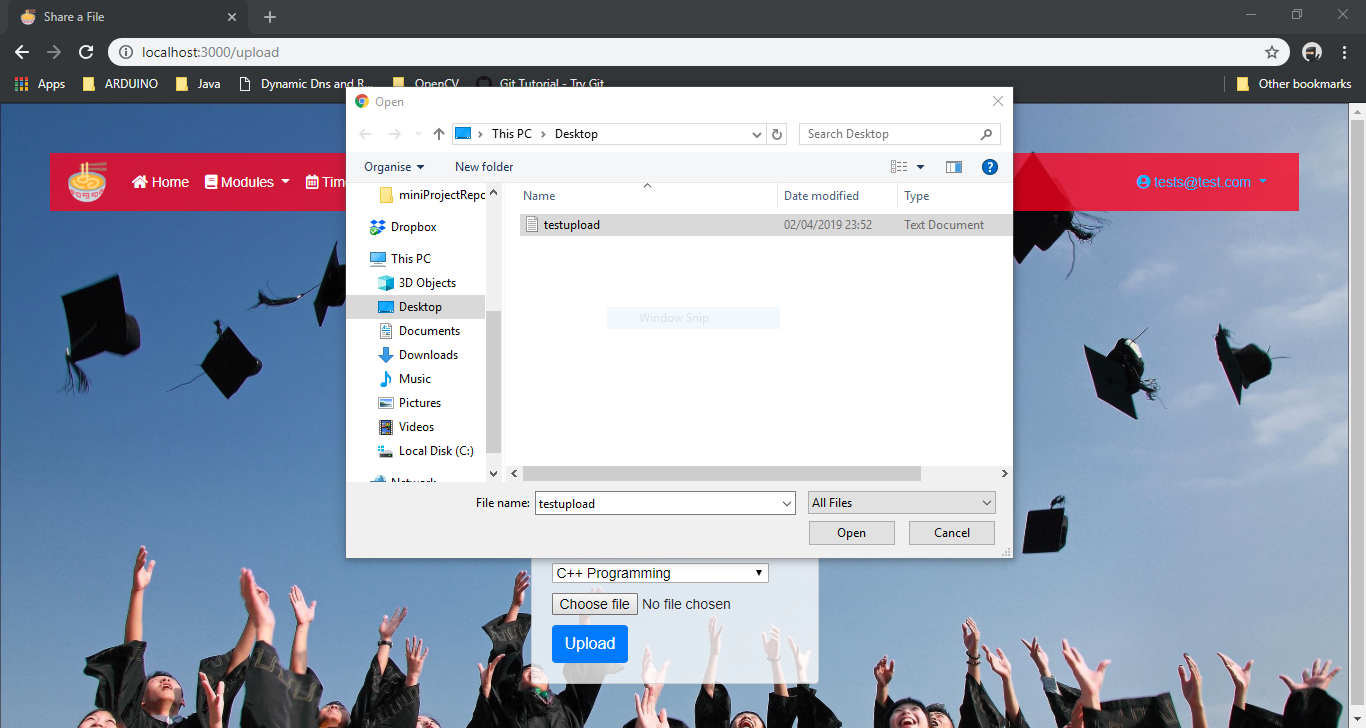 Share a File
localhost:3000/upload
Apps ARDUINO Java Dynamic Dns and R... OpenCV Git Tutorial - Try Git Other bookmarks
Open
This PC > Desktop Search Desktop
Organise New folder
Home Modules Tim tests@test.com
miniProjectRepo
Name Date modified Type
testupload 02/04/2019 23:52 Text Document
Dropbox
This PC
3D Objects
Desktop
Window Snip
Documents
Downloads
Music
Pictures
Videos
Local Disk (C:)
Network
File name: testupload All Files
Open Cancel
C++ Programming
Choose file No file chosen
Upload